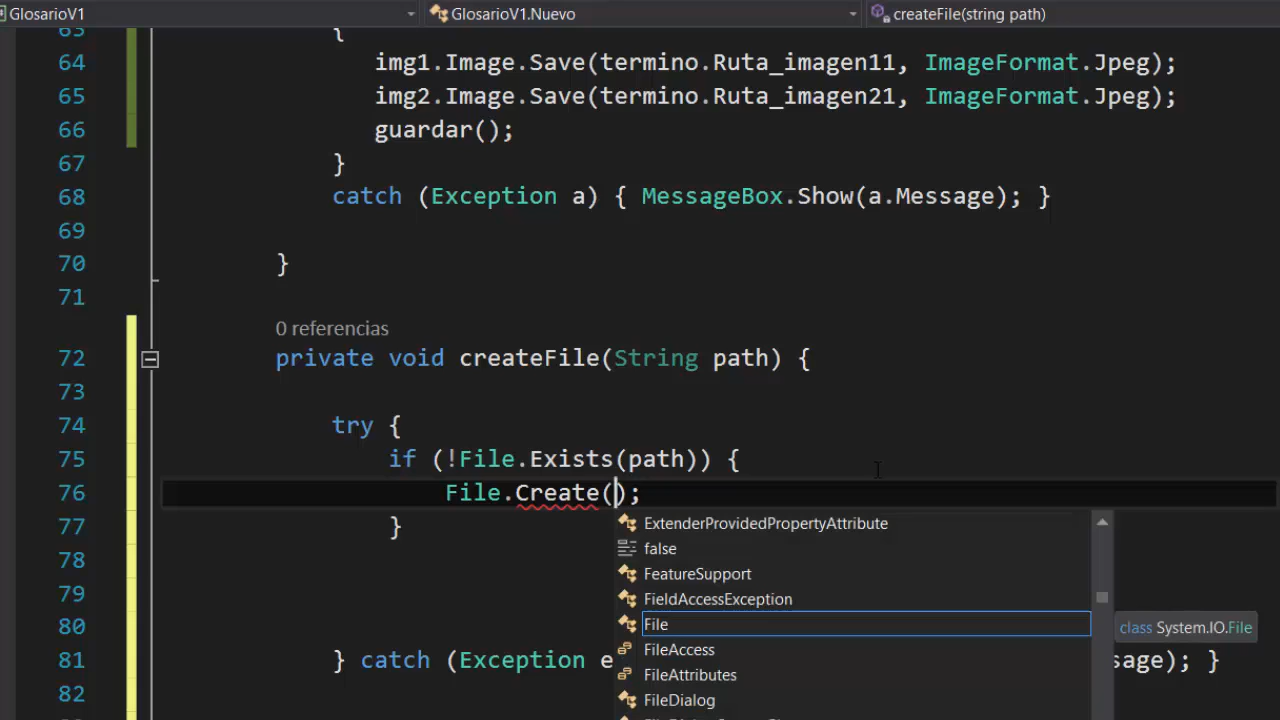 GlosarioV1 GlosarioV1.Nuevo createFile(string path)
63 {
64 img1.Image.Save(termino.Ruta_imagen11, ImageFormat.Jpeg);
65 img2.Image.Save(termino.Ruta_imagen21, ImageFormat.Jpeg);
66 guardar();
67 }
68 catch (Exception a) { MessageBox.Show(a.Message); }
69
70 }
71
0 referencias
72 private void createFile(String path) {
73
74 try {
75 if (!File.Exists(path)) {
76 File.Create();
77 }
ExtenderProvidedPropertyAttribute
78 false
FeatureSupport
79 FieldAccessException
80 File class System.IO.File
FileAccess
81 } catch (Exception e ssage); }
FileAttributes
82 FileDialog